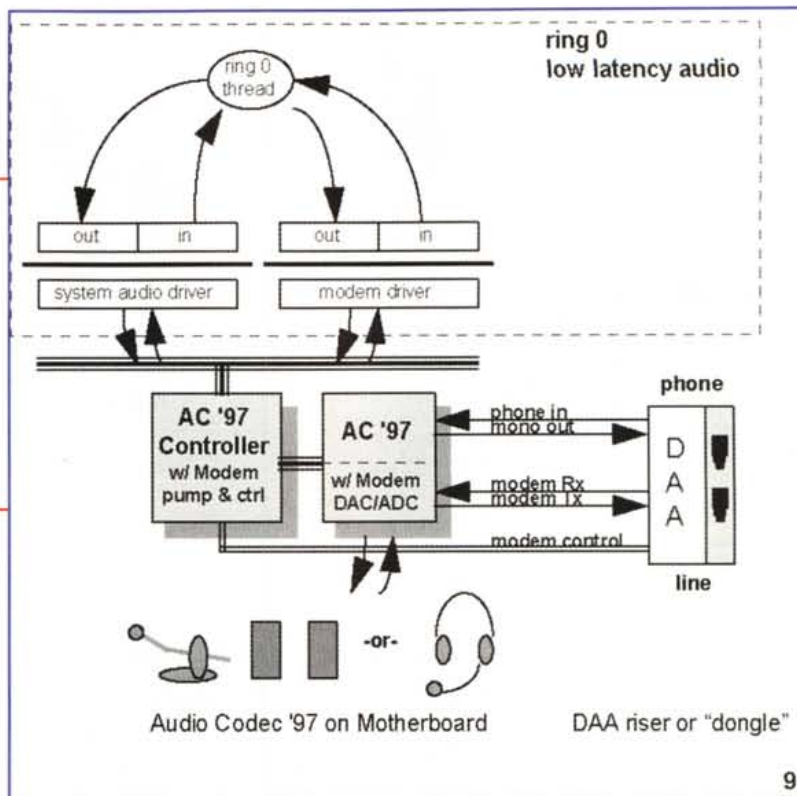 ring 0
low latency audio
ring 0
thread
out in out in
system audio driver modem driver
AC '97
Controller
w/ Modem
pump & ctrl
AC '97
w/ Modem
DAC/ADC
phone in
mono out
modem Rx
modem Tx
modem control
phone
D
A
A
line
-or-
Audio Codec '97 on Motherboard
DAA riser or “dongle”
9